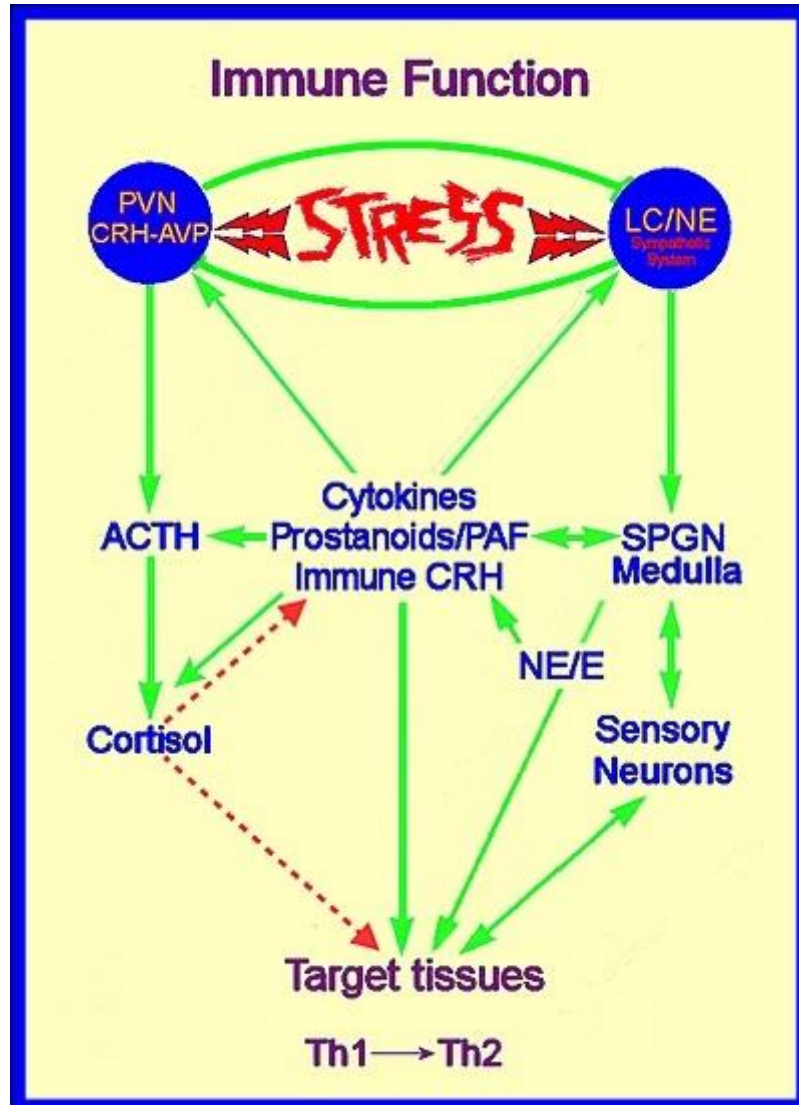 Immune Function
PVN
CRH-AVP
STRESS
LC/NE
Sympathetic
System
Cytokines
Prostanoids/PAF
Immune CRH
ACTH
SPGN
Medulla
NE/E
Cortisol
Sensory
Neurons
Target tissues
Th1 → Th2